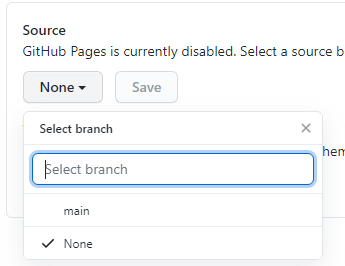 Source
GitHub Pages is currently disabled. Select a source b
None
Save
Select branch
Select branch
hem
main
None